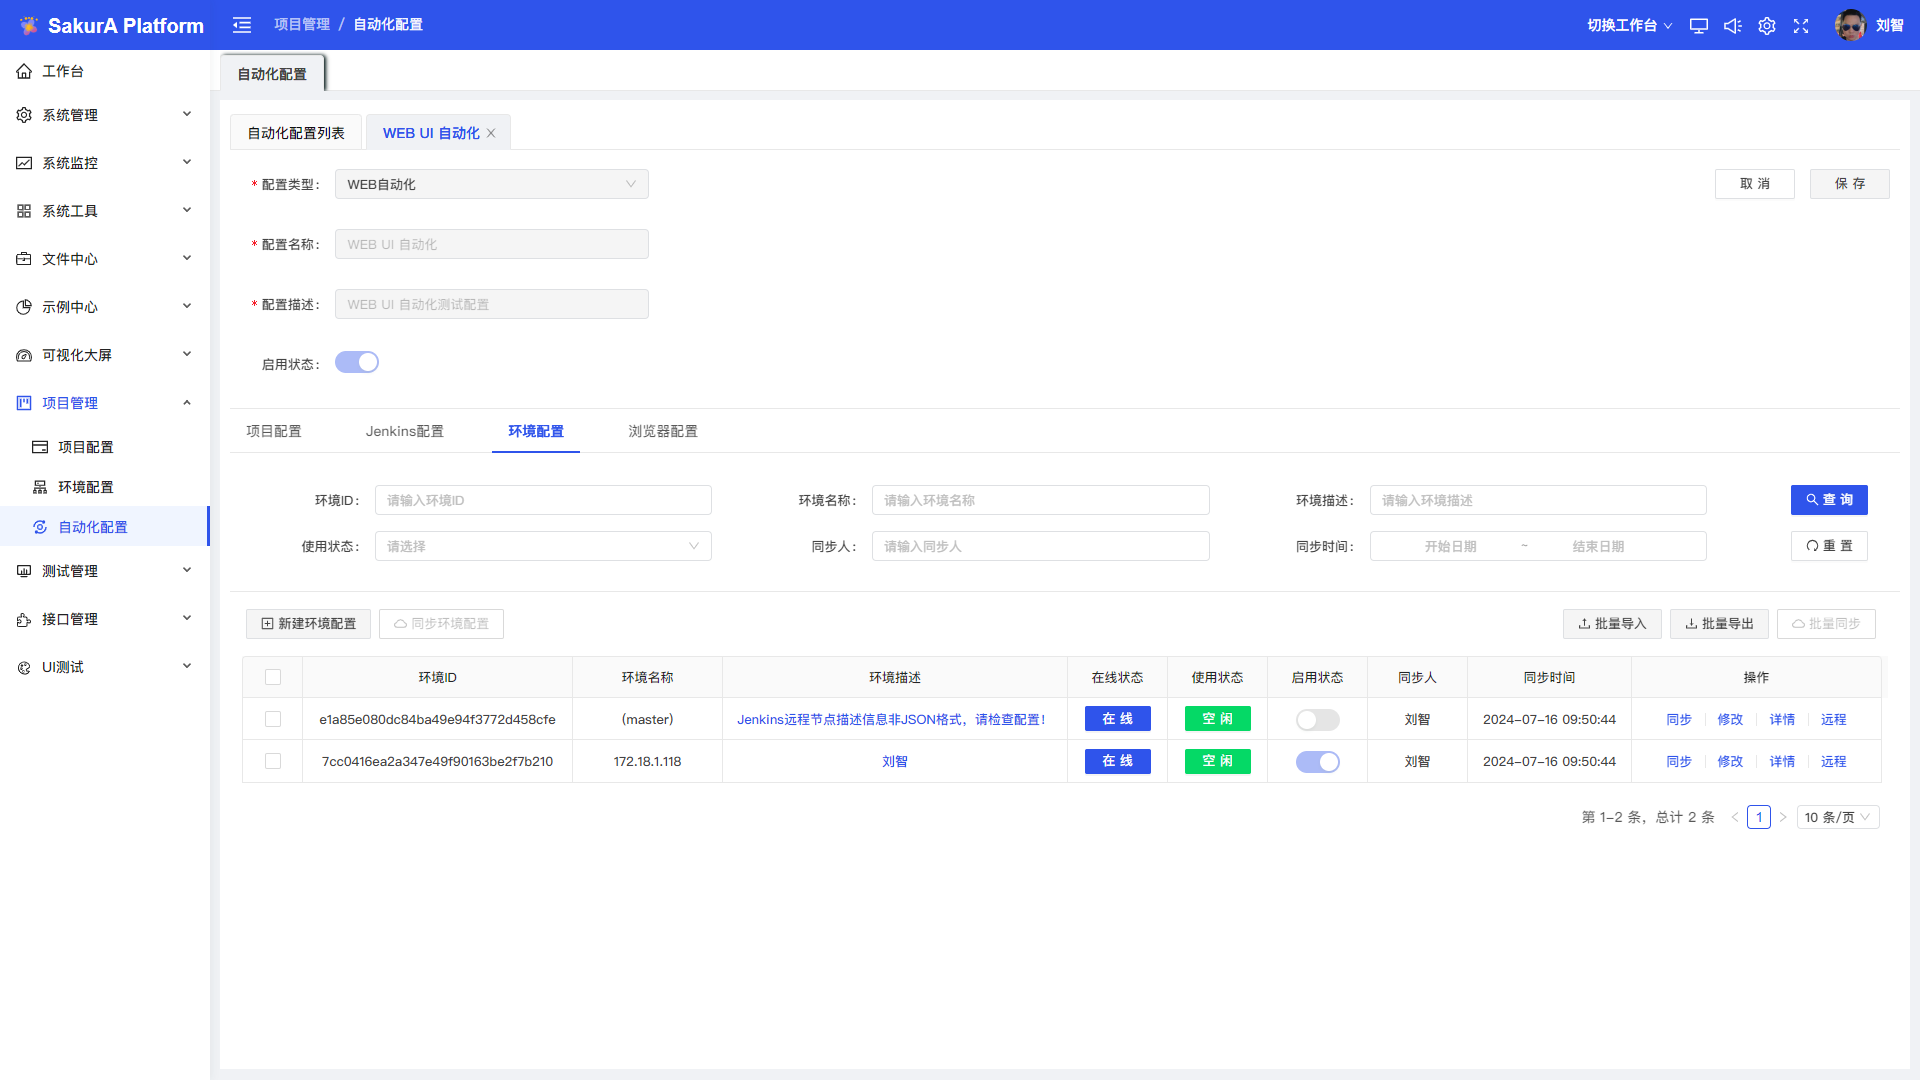 SakurA Platform
项目管理 / 自动化配置
切换工作台
刘智
工作台
系统管理
系统监控
系统工具
文件中心
示例中心
可视化大屏
项目管理
项目配置
环境配置
自动化配置
测试管理
接口管理
UI测试
自动化配置
自动化配置列表
WEB UI 自动化
* 配置类型: WEB自动化
取 消
保 存
* 配置名称: WEB UI 自动化
* 配置描述: WEB UI 自动化测试配置
启用状态:
项目配置
Jenkins配置
环境配置
浏览器配置
环境ID: 请输入环境ID
环境名称: 请输入环境名称
环境描述: 请输入环境描述
查 询
使用状态: 请选择
同步人: 请输入同步人
同步时间: 开始日期 ~ 结束日期
重 置
新建环境配置
同步环境配置
批量导入
批量导出
批量同步
环境ID 环境名称 环境描述 在线状态 使用状态 启用状态 同步人 同步时间 操作
e1a85e080dc84ba49e94f3772d458cfe (master) Jenkins远程节点描述信息非JSON格式，请检查配置！ 在 线 空 闲 刘智 2024-07-16 09:50:44 同步 修改 详情 远程
7cc0416ea2a347e49f90163be2f7b210 172.18.1.118 刘智 在 线 空 闲 刘智 2024-07-16 09:50:44 同步 修改 详情 远程
第 1-2 条，总计 2 条 < 1 > 10 条/页